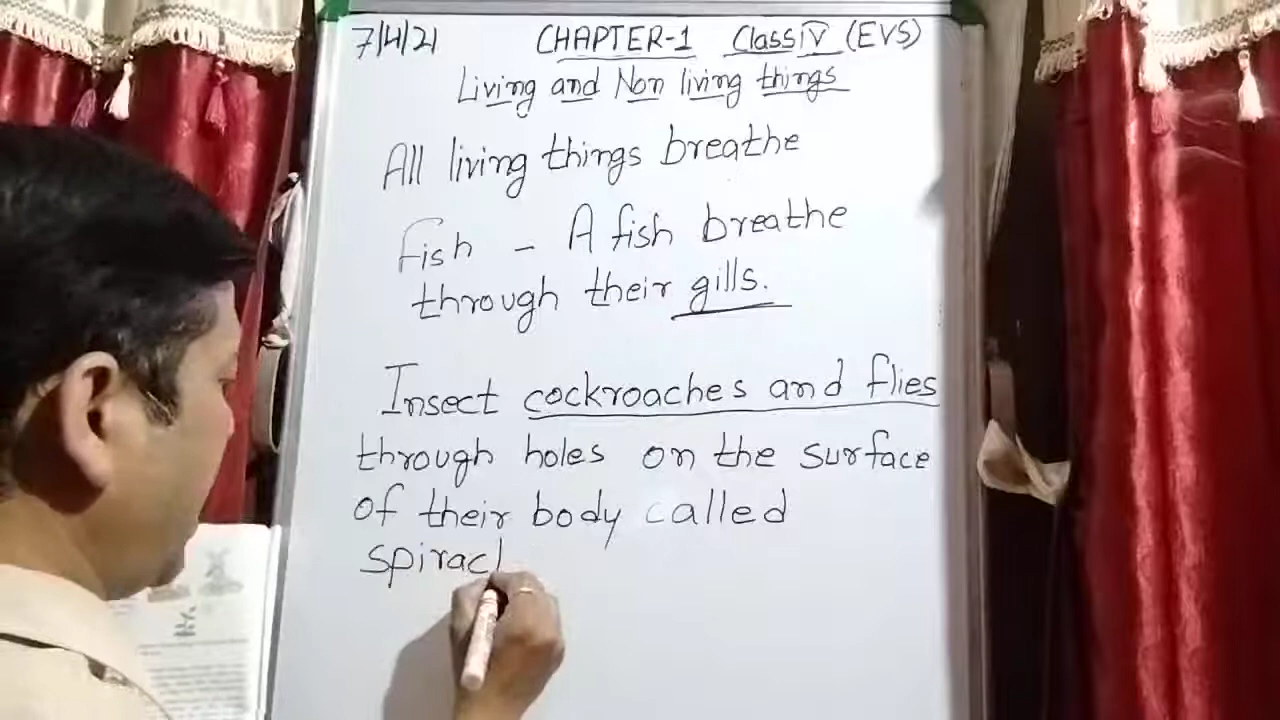 7/4/21 CHAPTER-1 Class IV (EVS)
Living and Non living things
All living things breathe
Fish - A fish breathe
through their gills.
Insect cockroaches and flies
through holes on the surface
of their body called
spiracl